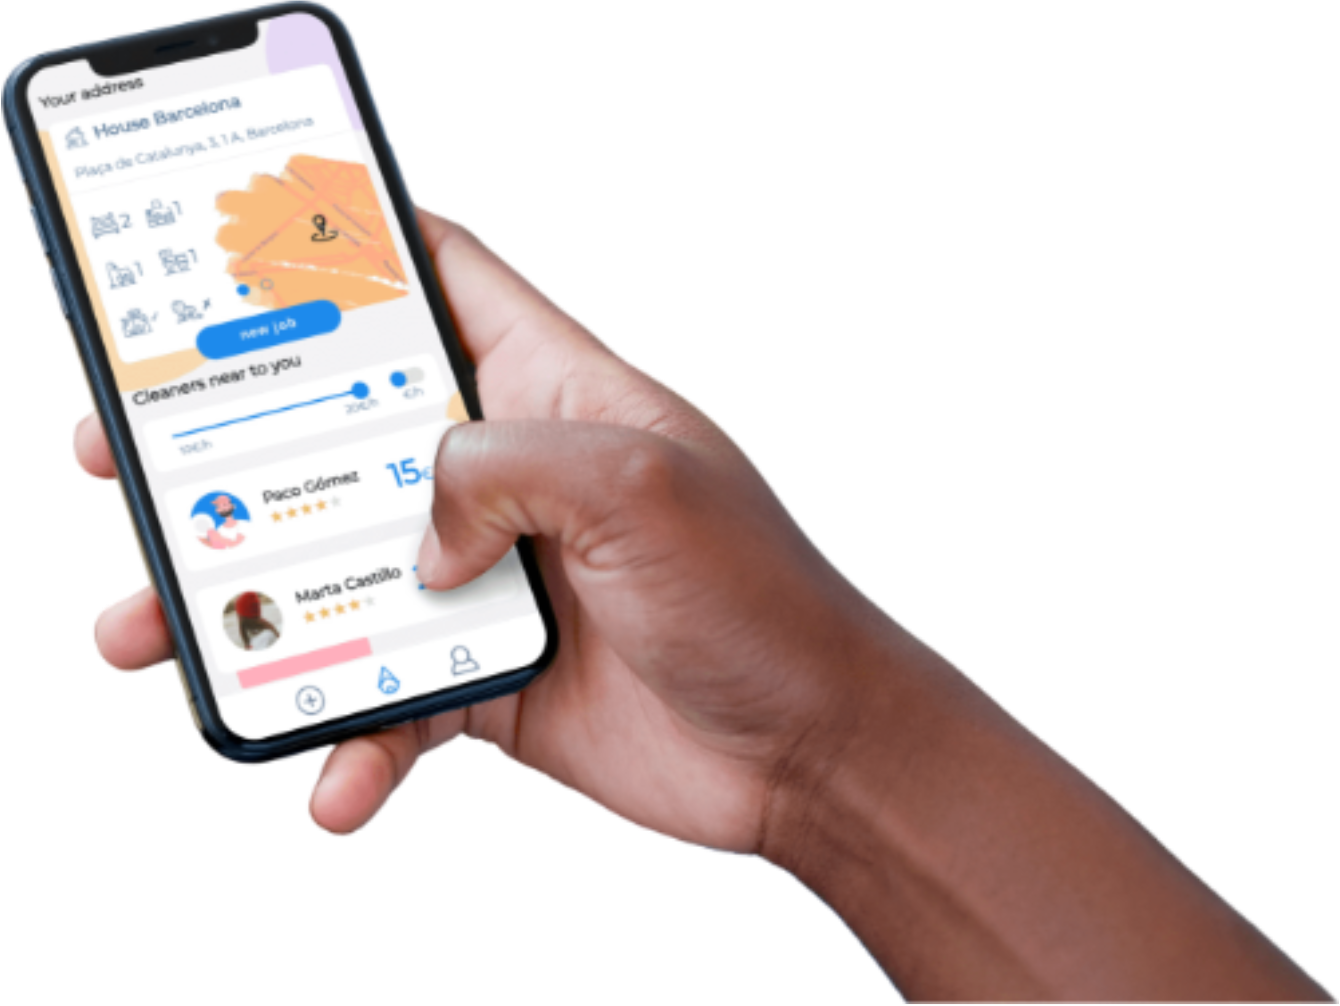 Your address
House Barcelona
Plaça de Catalunya, 3, 1 A, Barcelona
2 1
1 1
new job
Cleaners near to you
20€/h €/h
10€/h
Paco Gómez 15€
Marta Castillo